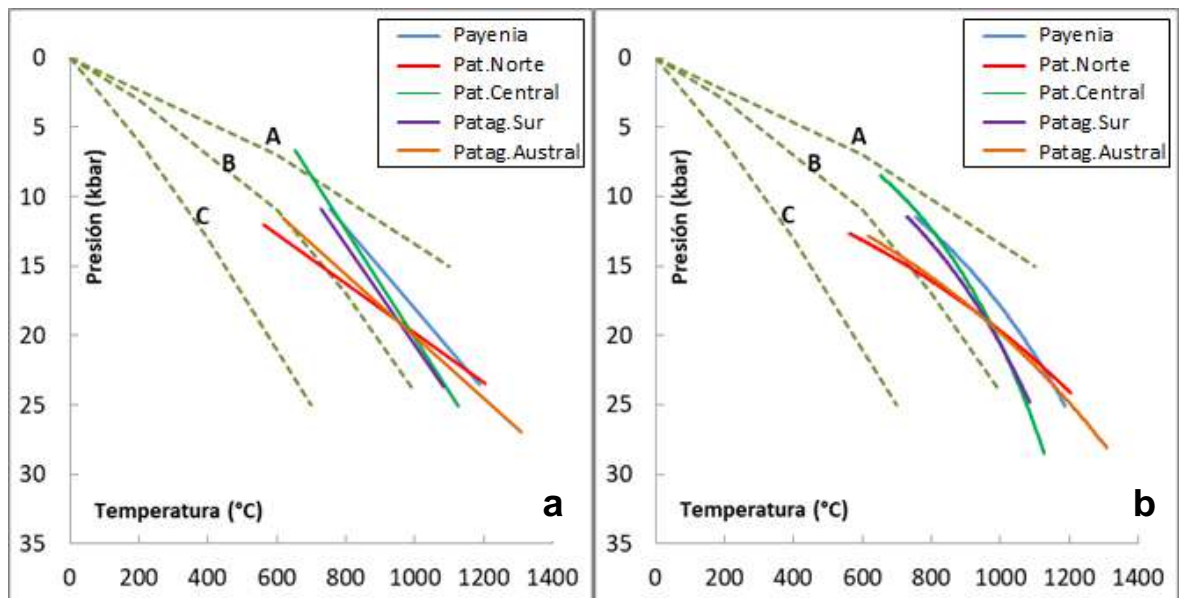 0
5
10
15
20
25
30
35
Presión (kbar)
Temperatura (°C)
0 200 400 600 800 1000 1200 1400
A
B
C
Payenia
Pat.Norte
Pat.Central
Patag.Sur
Patag.Austral
a
0
5
10
15
20
25
30
35
Presión (kbar)
Temperatura (°C)
0 200 400 600 800 1000 1200 1400
A
B
C
Payenia
Pat.Norte
Pat.Central
Patag.Sur
Patag.Austral
b